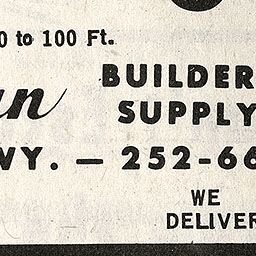 0 to 100 Ft.
an BUILDER
SUPPLY
WY. — 252-66
WE
DELIVER